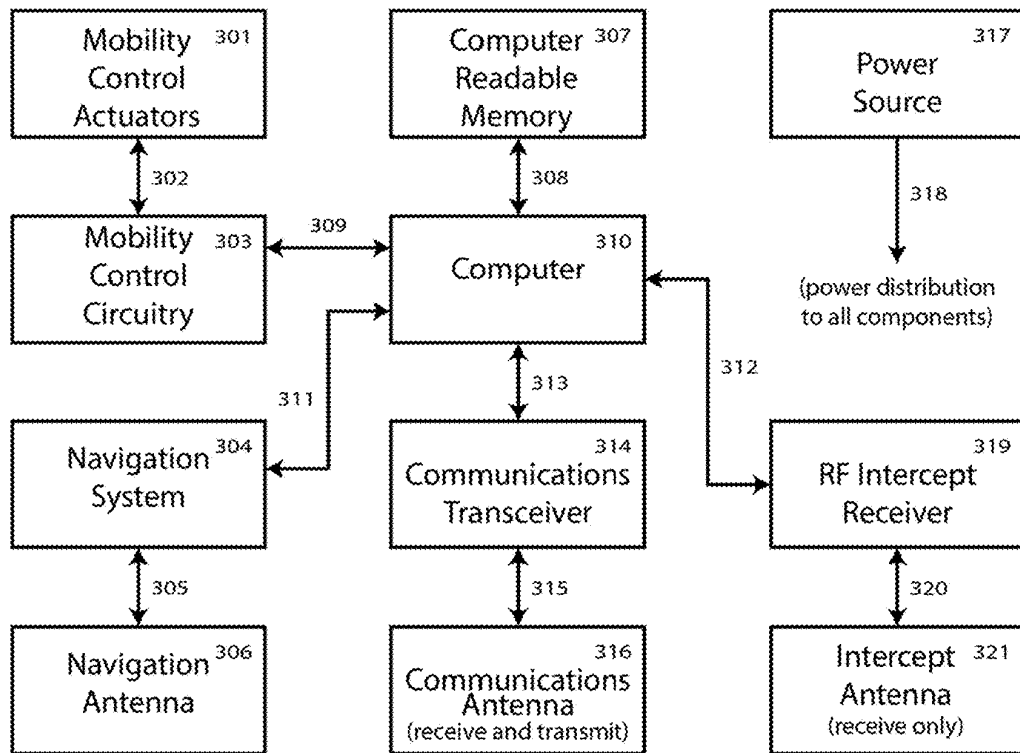 Mobility 301
Control
Actuators
Computer 307
Readable
Memory
317
Power
Source
302
308
318
Mobility
Control 303
Circuitry
309
310
Computer
(power distribution
to all components)
311
313
312
304
Navigation
System
314
Communications
Transceiver
319
RF Intercept
Receiver
305
315
320
306
Navigation
Antenna
316
Communications
Antenna
(receive and transmit)
Intercept 321
Antenna
(receive only)